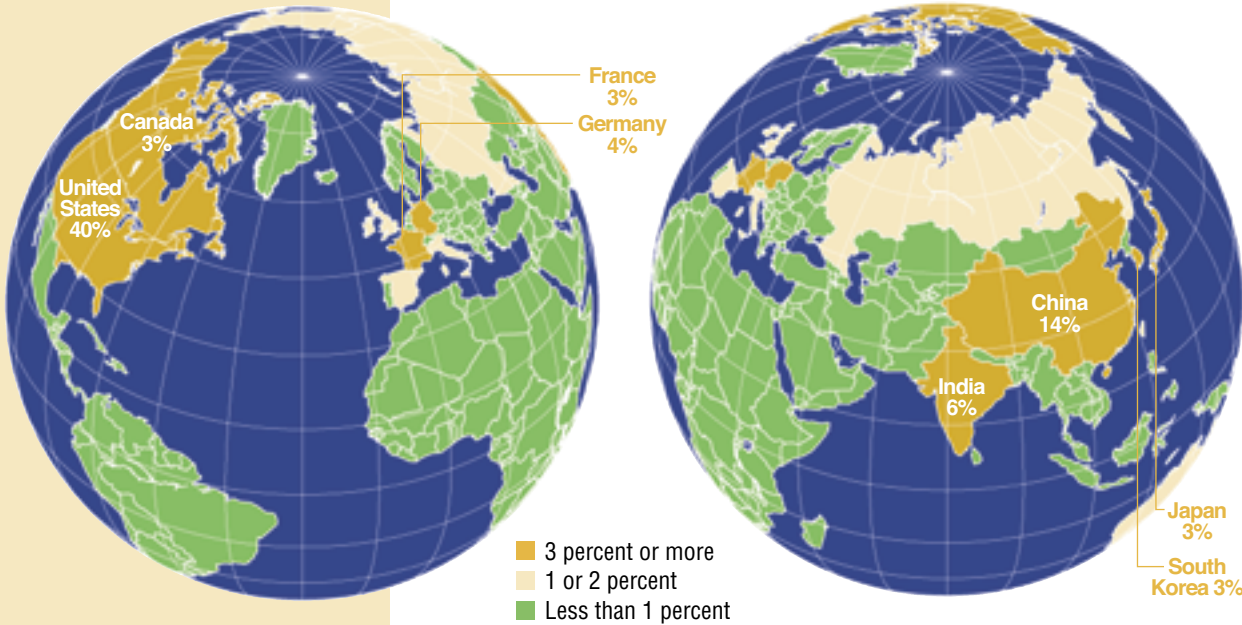 France
3%
Germany
4%
Canada
3%
United
States
40%
China
14%
India
6%
Japan
3%
South
Korea 3%
3 percent or more
1 or 2 percent
Less than 1 percent